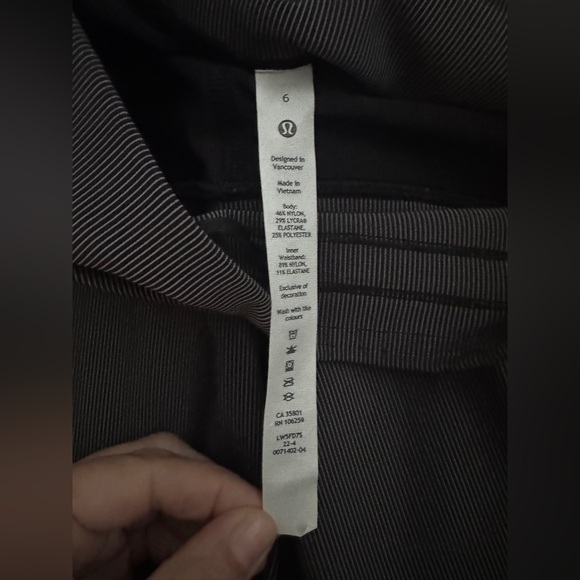 6
Designed in
Vancouver
Made in
Vietnam
Body:
46% NYLON,
29% LYCRA®
ELASTANE,
25% POLYESTER
Inner
Waistband:
89% NYLON,
11% ELASTANE
Exclusive of
decoration
Wash with like
colours
CA 35801
RN 106259
LW5FD7S
22-4
0071402-04